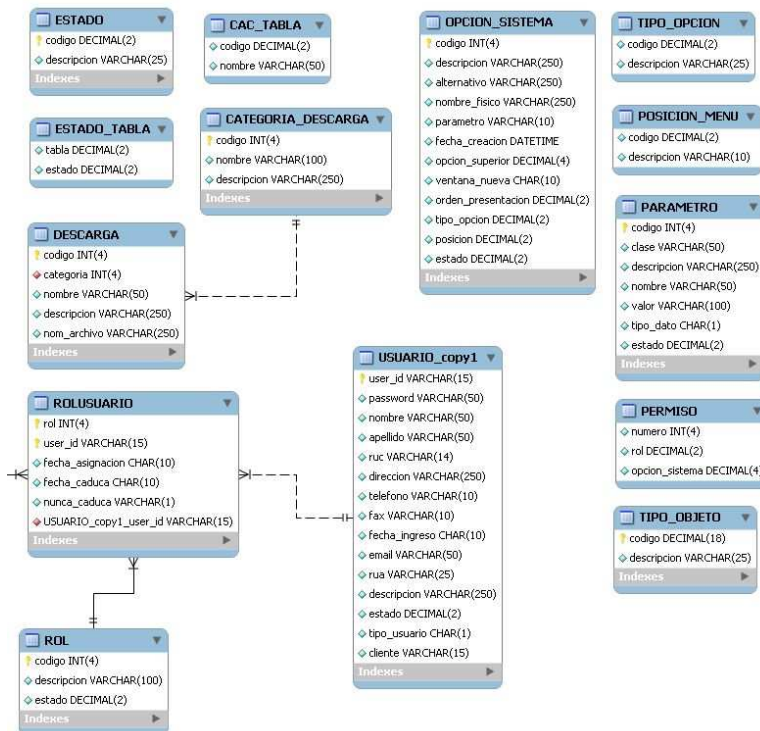 ESTADO
codigo DECIMAL(2)
descripcion VARCHAR(25)
Indexes
CAC_TABLA
codigo DECIMAL(2)
nombre VARCHAR(50)
ESTADO_TABLA
tabla DECIMAL(2)
estado DECIMAL(2)
CATEGORIA_DESCARGA
codigo INT(4)
nombre VARCHAR(100)
descripcion VARCHAR(250)
Indexes
DESCARGA
codigo INT(4)
categoria INT(4)
nombre VARCHAR(50)
descripcion VARCHAR(250)
nom_archivo VARCHAR(250)
Indexes
OPCION_SISTEMA
codigo INT(4)
descripcion VARCHAR(250)
alternativo VARCHAR(250)
nombre_fisico VARCHAR(250)
parametro VARCHAR(10)
fecha_creacion DATETIME
opcion_superior DECIMAL(4)
ventana_nueva CHAR(10)
orden_presentacion DECIMAL(2)
tipo_opcion DECIMAL(2)
posicion DECIMAL(2)
estado DECIMAL(2)
Indexes
TIPO_OPCION
codigo DECIMAL(2)
descripcion VARCHAR(25)
POSICION_MENU
codigo DECIMAL(2)
descripcion VARCHAR(10)
PARAMETRO
codigo INT(4)
clase VARCHAR(50)
descripcion VARCHAR(250)
nombre VARCHAR(50)
valor VARCHAR(100)
tipo_dato CHAR(1)
estado DECIMAL(2)
Indexes
ROLUSUARIO
rol INT(4)
user_id VARCHAR(15)
fecha_asignacion CHAR(10)
fecha_caduca CHAR(10)
nunca_caduca VARCHAR(1)
USUARIO_copy1_user_id VARCHAR(15)
Indexes
USUARIO_copy1
user_id VARCHAR(15)
password VARCHAR(50)
nombre VARCHAR(50)
apellido VARCHAR(50)
ruc VARCHAR(14)
direccion VARCHAR(250)
telefono VARCHAR(10)
fax VARCHAR(10)
fecha_ingreso CHAR(10)
email VARCHAR(50)
rua VARCHAR(25)
descripcion VARCHAR(250)
estado DECIMAL(2)
tipo_usuario CHAR(1)
cliente VARCHAR(15)
Indexes
PERMISO
numero INT(4)
rol DECIMAL(2)
opcion_sistema DECIMAL(4)
TIPO_OBJETO
codigo DECIMAL(18)
descripcion VARCHAR(25)
Indexes
ROL
codigo INT(4)
descripcion VARCHAR(100)
estado DECIMAL(2)
Indexes